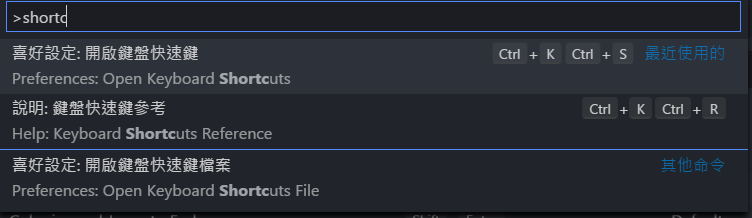 >shortc
喜好設定: 開啟鍵盤快速鍵 Ctrl + K Ctrl + S 最近使用的
Preferences: Open Keyboard Shortcuts
說明: 鍵盤快速鍵參考 Ctrl + K Ctrl + R
Help: Keyboard Shortcuts Reference
喜好設定: 開啟鍵盤快速鍵檔案 其他命令
Preferences: Open Keyboard Shortcuts File